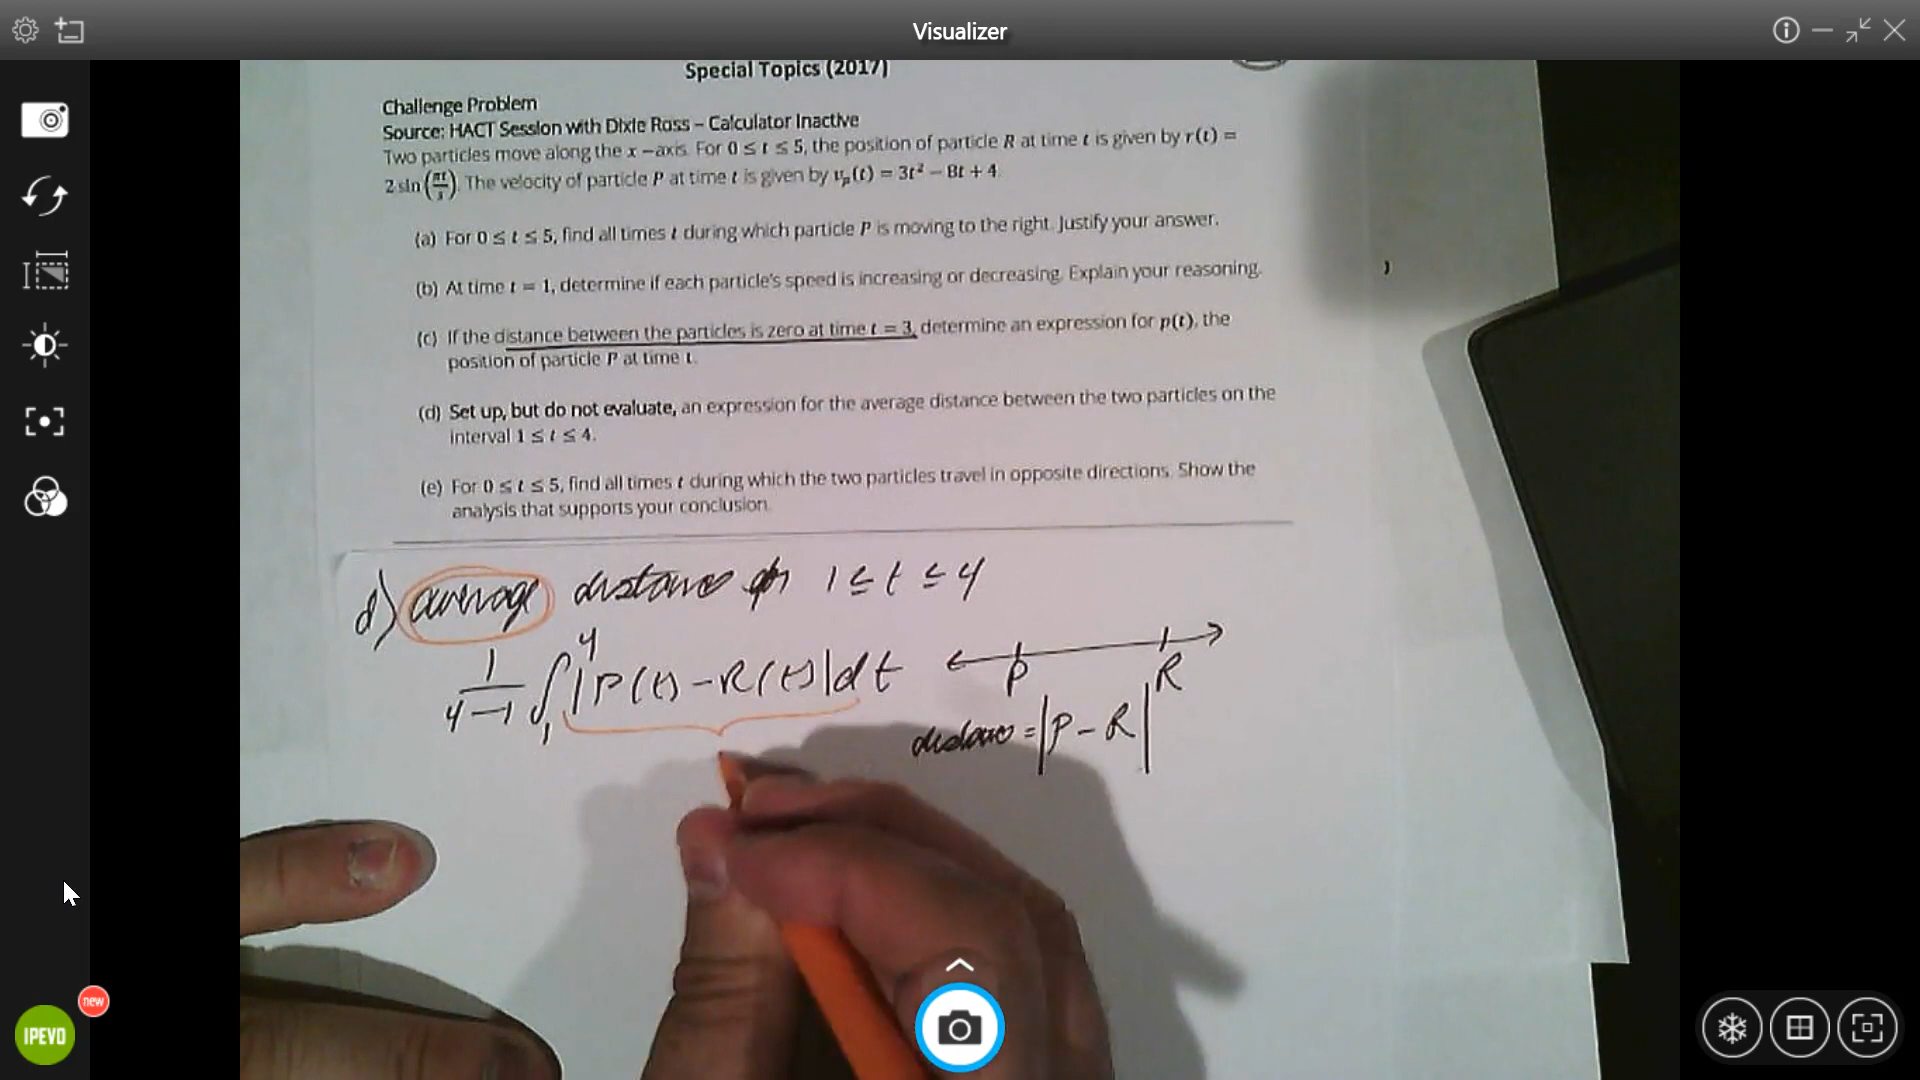 Visualizer
Special Topics (2017)
Challenge Problem
Source: HACT Session with Dixie Ross – Calculator Inactive
Two particles move along the x –axis. For 0 ≤ t ≤ 5, the position of particle R at time t is given by r(t) =
2 sin(πt/3). The velocity of particle P at time t is given by vₚ(t) = 3t² – 8t + 4
(a) For 0 ≤ t ≤ 5, find all times t during which particle P is moving to the right. Justify your answer.
(b) At time t = 1, determine if each particle's speed is increasing or decreasing. Explain your reasoning.
(c) If the distance between the particles is zero at time t = 3, determine an expression for p(t), the
position of particle P at time t.
(d) Set up, but do not evaluate, an expression for the average distance between the two particles on the
interval 1 ≤ t ≤ 4.
(e) For 0 ≤ t ≤ 5, find all times t during which the two particles travel in opposite directions. Show the
analysis that supports your conclusion.
d) average distance on 1 ≤ t ≤ 4
1/(4-1) ∫₁⁴ |P(t) - R(t)| dt
P R
distance = |P - R|
new
IPEVO